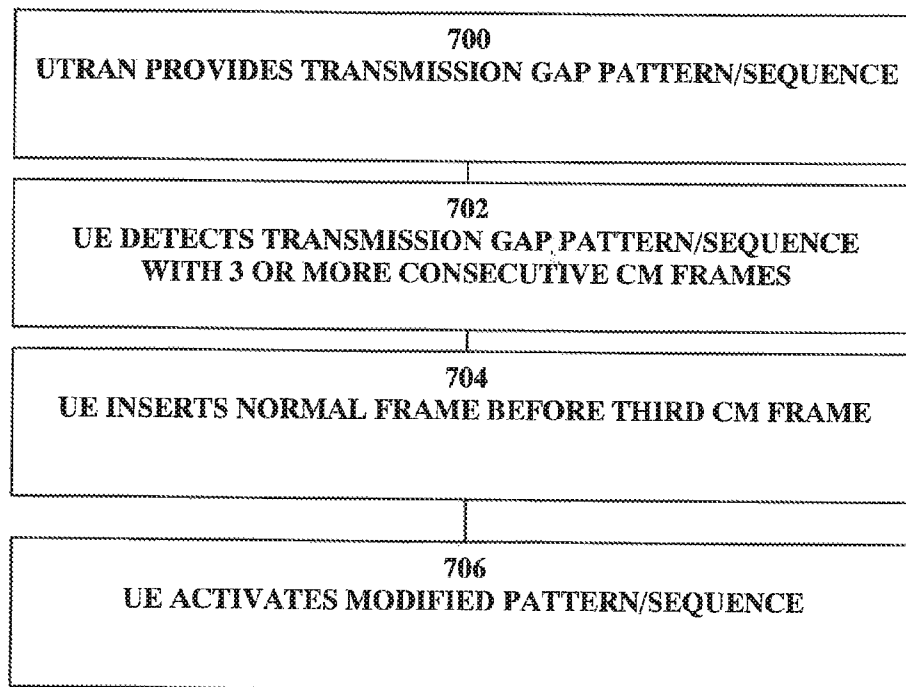 700
UTRAN PROVIDES TRANSMISSION GAP PATTERN/SEQUENCE
702
UE DETECTS TRANSMISSION GAP PATTERN/SEQUENCE
WITH 3 OR MORE CONSECUTIVE CM FRAMES
704
UE INSERTS NORMAL FRAME BEFORE THIRD CM FRAME
706
UE ACTIVATES MODIFIED PATTERN/SEQUENCE